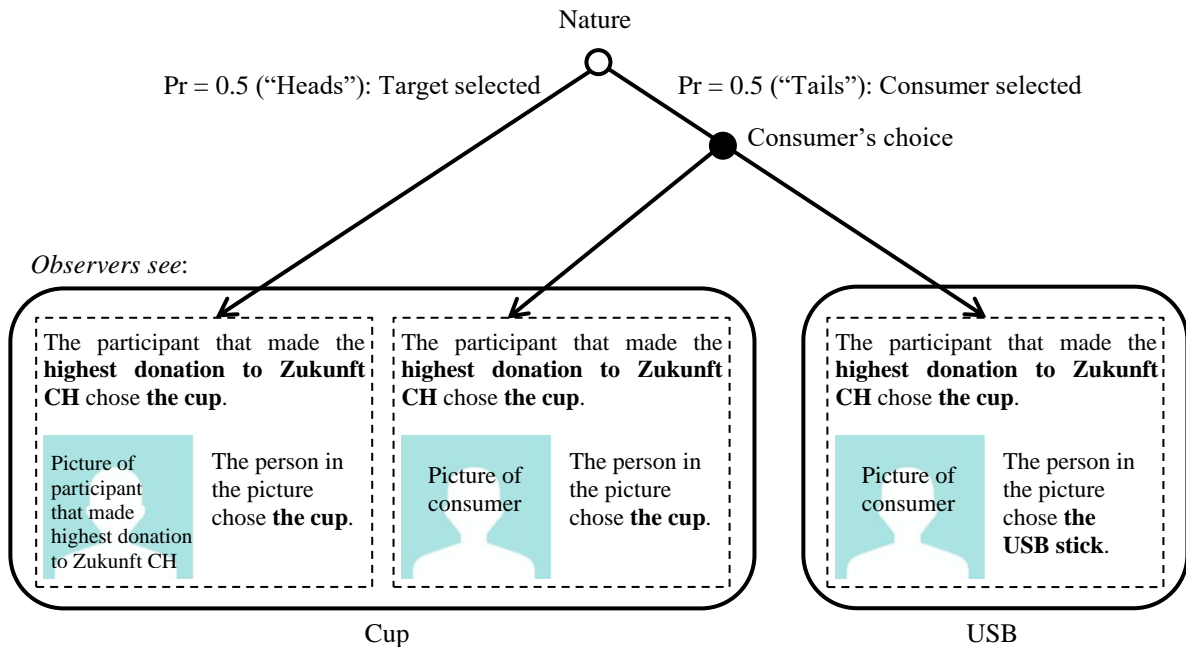 Nature
Pr = 0.5 (“Heads”): Target selected
Pr = 0.5 (“Tails”): Consumer selected
Consumer’s choice
Observers see:
The participant that made the
highest donation to Zukunft
CH chose the cup.
Picture of
participant
that made
highest donation
to Zukunft CH
The person in
the picture
chose the cup.
The participant that made the
highest donation to Zukunft
CH chose the cup.
Picture of
consumer
The person in
the picture
chose the cup.
The participant that made the
highest donation to Zukunft
CH chose the cup.
Picture of
consumer
The person in
the picture
chose the
USB stick.
Cup
USB